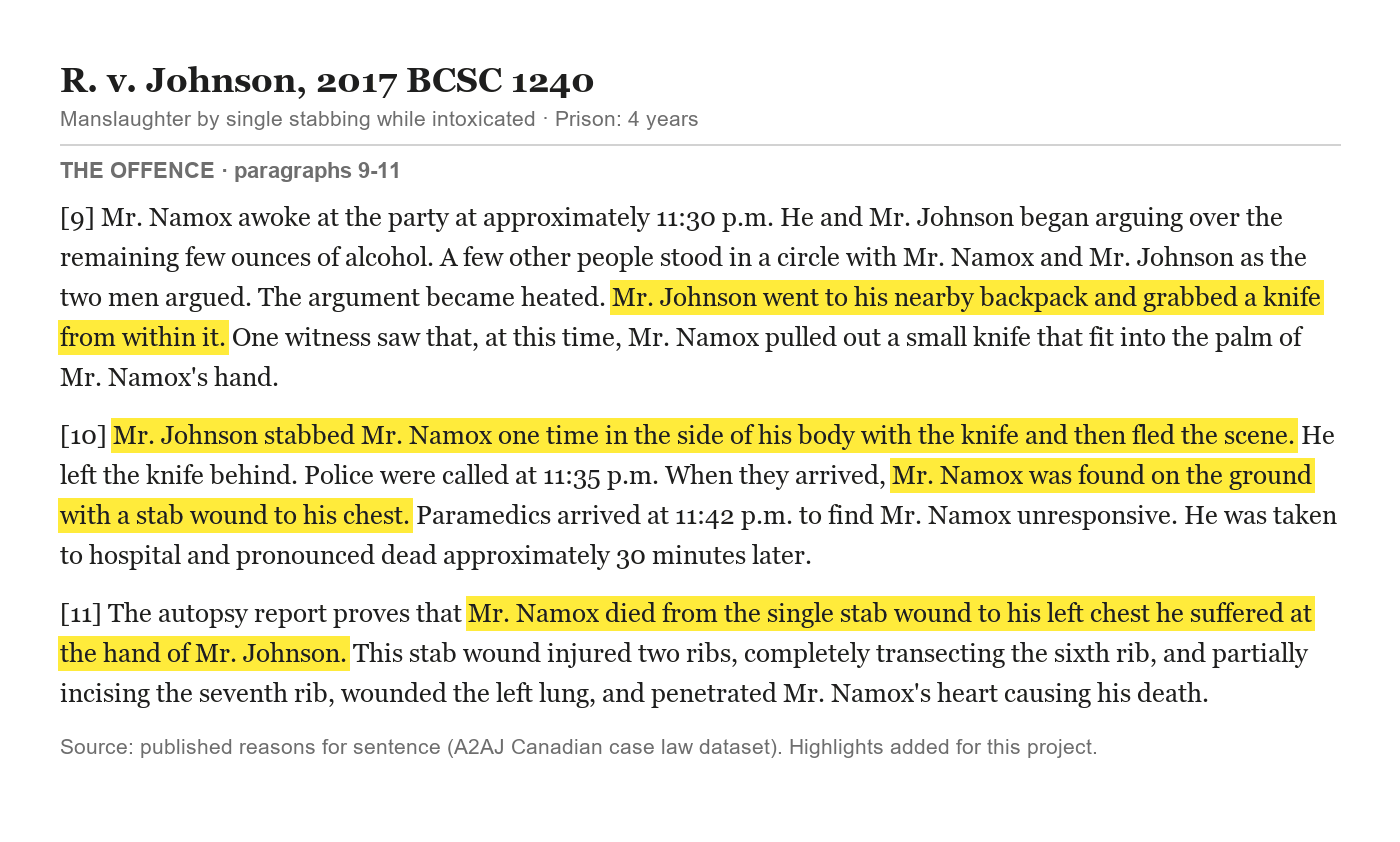 R. v. Johnson, 2017 BCSC 1240
Manslaughter by single stabbing while intoxicated · Prison: 4 years
THE OFFENCE · paragraphs 9-11
[9] Mr. Namox awoke at the party at approximately 11:30 p.m. He and Mr. Johnson began arguing over the
remaining few ounces of alcohol. A few other people stood in a circle with Mr. Namox and Mr. Johnson as the
two men argued. The argument became heated. Mr. Johnson went to his nearby backpack and grabbed a knife
from within it. One witness saw that, at this time, Mr. Namox pulled out a small knife that fit into the palm of
Mr. Namox's hand.
[10] Mr. Johnson stabbed Mr. Namox one time in the side of his body with the knife and then fled the scene. He
left the knife behind. Police were called at 11:35 p.m. When they arrived, Mr. Namox was found on the ground
with a stab wound to his chest. Paramedics arrived at 11:42 p.m. to find Mr. Namox unresponsive. He was taken
to hospital and pronounced dead approximately 30 minutes later.
[11] The autopsy report proves that Mr. Namox died from the single stab wound to his left chest he suffered at
the hand of Mr. Johnson. This stab wound injured two ribs, completely transecting the sixth rib, and partially
incising the seventh rib, wounded the left lung, and penetrated Mr. Namox's heart causing his death.
Source: published reasons for sentence (A2AJ Canadian case law dataset). Highlights added for this project.